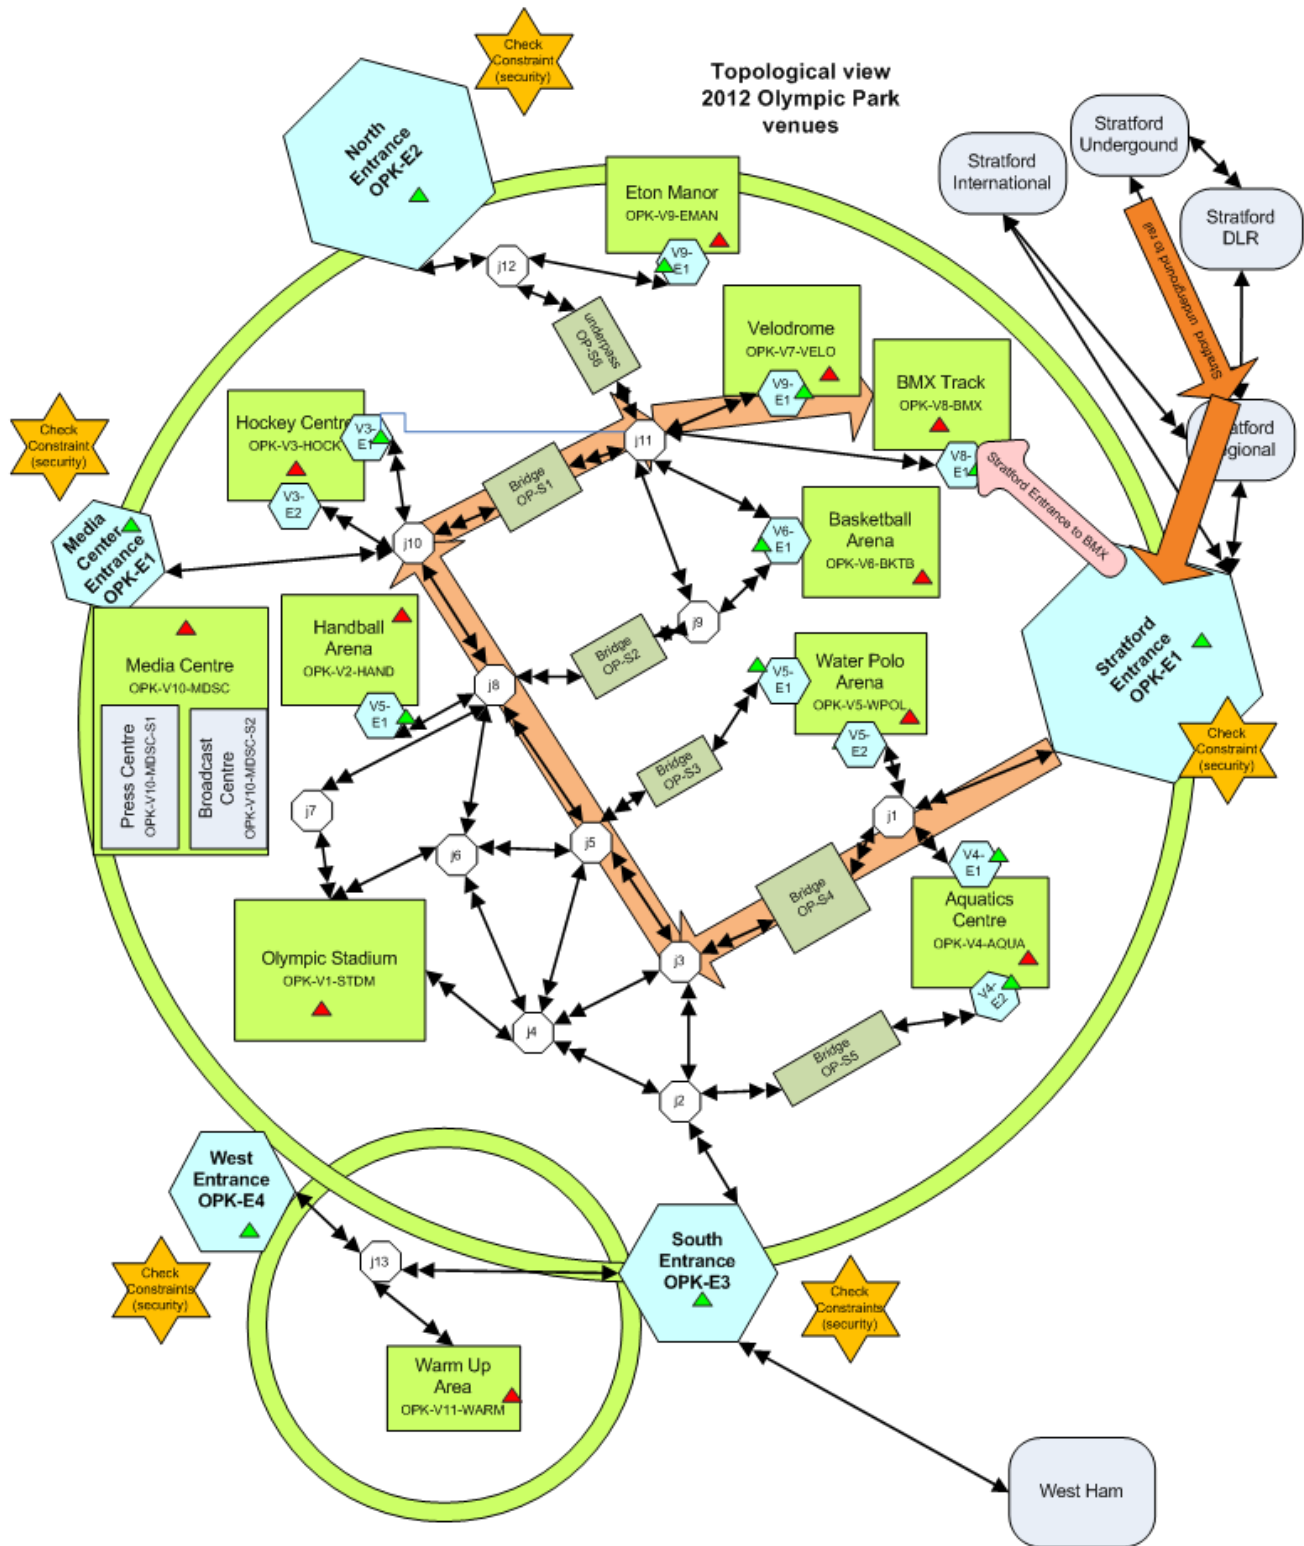 Topological view
2012 Olympic Park
venues
Check
Constraint
(security)
North
Entrance
OPK-E2
Eton Manor
OPK-V9-EMAN
V9-
E1
j12
Stratford
International
Stratford
Undergound
Stratford
DLR
Stratford underground to rail
atford
egional
underpass
OP-S6
Velodrome
OPK-V7-VELO
V9-
E1
BMX Track
OPK-V8-BMX
V8-
E1
Stratford Entrance to BMX
Check
Constraint
(security)
Hockey Centre
OPK-V3-HOCK
V3-
E1
V3-
E2
j11
Bridge
OP-S1
j10
Media
Center
Entrance
OPK-E1
Basketball
Arena
OPK-V6-BKTB
V6-
E1
j9
Bridge
OP-S2
Handball
Arena
OPK-V2-HAND
V5-
E1
j8
Media Centre
OPK-V10-MDSC
Press Centre
OPK-V10-MDSC-S1
Broadcast
Centre
OPK-V10-MDSC-S2
Water Polo
Arena
OPK-V5-WPOL
V5-
E1
V5-
E2
Stratford
Entrance
OPK-E1
Check
Constraint
(security)
Bridge
OP-S3
j7
j6
j5
j1
Bridge
OP-S4
V4-
E1
Aquatics
Centre
OPK-V4-AQUA
V4-
E2
Olympic Stadium
OPK-V1-STDM
j3
j4
Bridge
OP-S5
j2
West
Entrance
OPK-E4
j13
South
Entrance
OPK-E3
Check
Constraints
(security)
Check
Constraints
(security)
Warm Up
Area
OPK-V11-WARM
West Ham